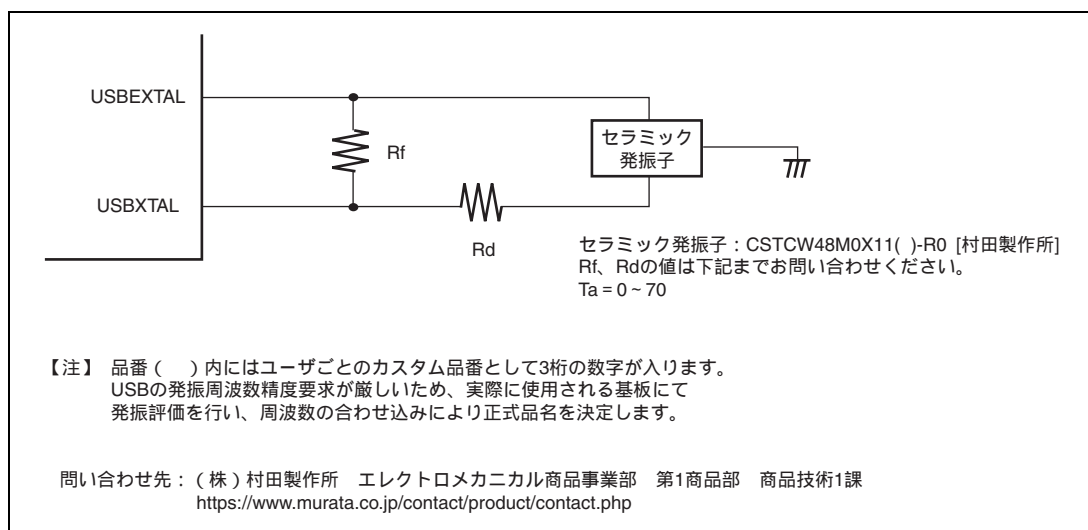 USBEXTAL
Rf
USBXTAL
Rd
セラミック
発振子
セラミック発振子：CSTCW48M0X11( )-R0 [村田製作所]
Rf、Rdの値は下記までお問い合わせください。
Ta = 0 ~ 70
【注】 品番（　）内にはユーザごとのカスタム品番として3桁の数字が入ります。
USBの発振周波数精度要求が厳しいため、実際に使用される基板にて
発振評価を行い、周波数の合わせ込みにより正式品名を決定します。
問い合わせ先：（株）村田製作所　エレクトロメカニカル商品事業部　第1商品部　商品技術1課
https://www.murata.co.jp/contact/product/contact.php